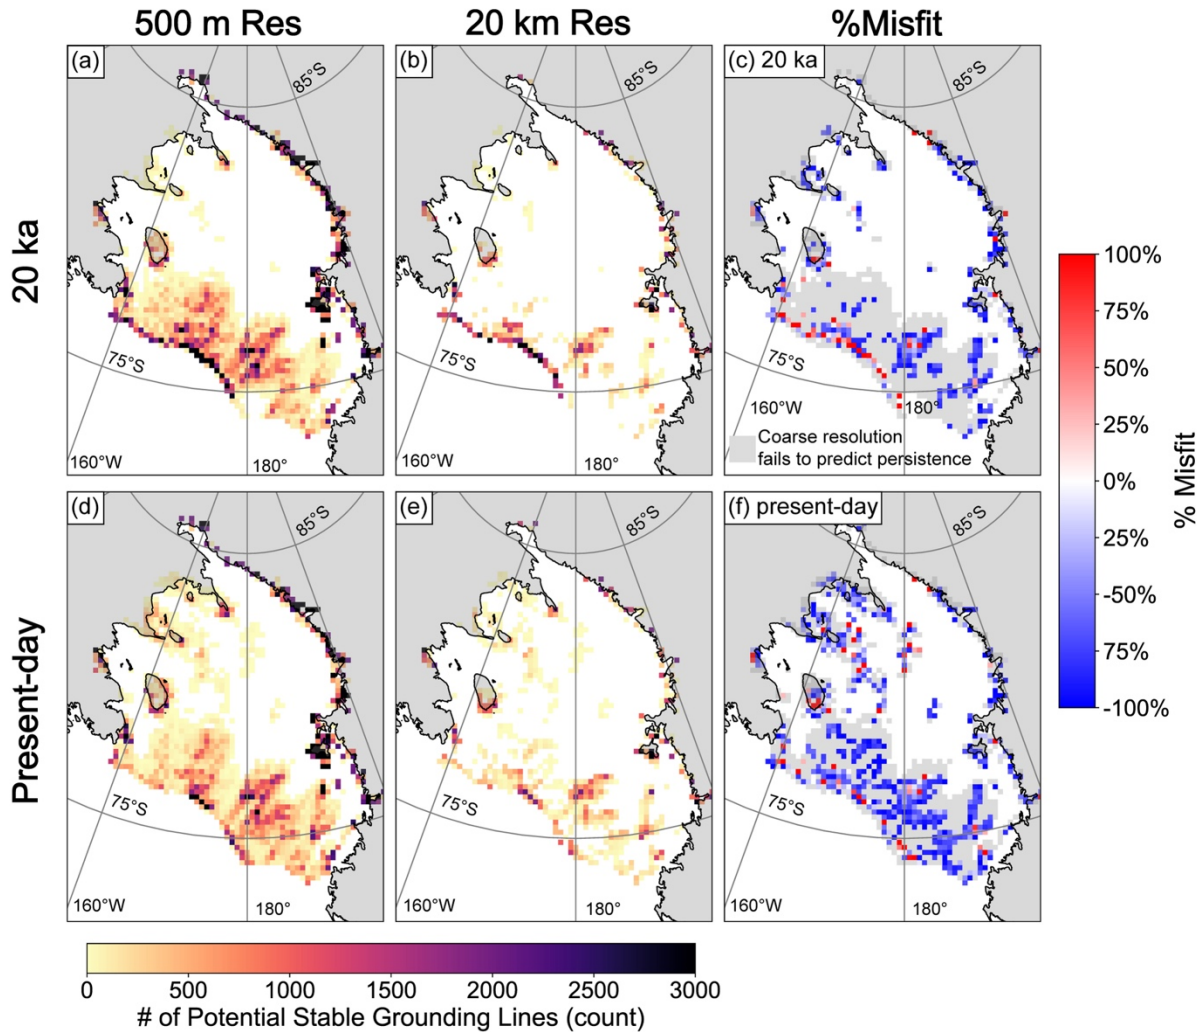 500 m Res
20 km Res
%Misfit
20 ka
(a)
85°S
75°S
160°W
180°
(b)
85°S
75°S
160°W
180°
(c) 20 ka
85°S
75°S
160°W
180°
Coarse resolution
fails to predict persistence
Present-day
(d)
85°S
75°S
160°W
180°
(e)
85°S
75°S
160°W
180°
(f) present-day
85°S
75°S
160°W
180°
100%
75%
50%
25%
0%
25%
-50%
-75%
-100%
% Misfit
0
500
1000
1500
2000
2500
3000
# of Potential Stable Grounding Lines (count)